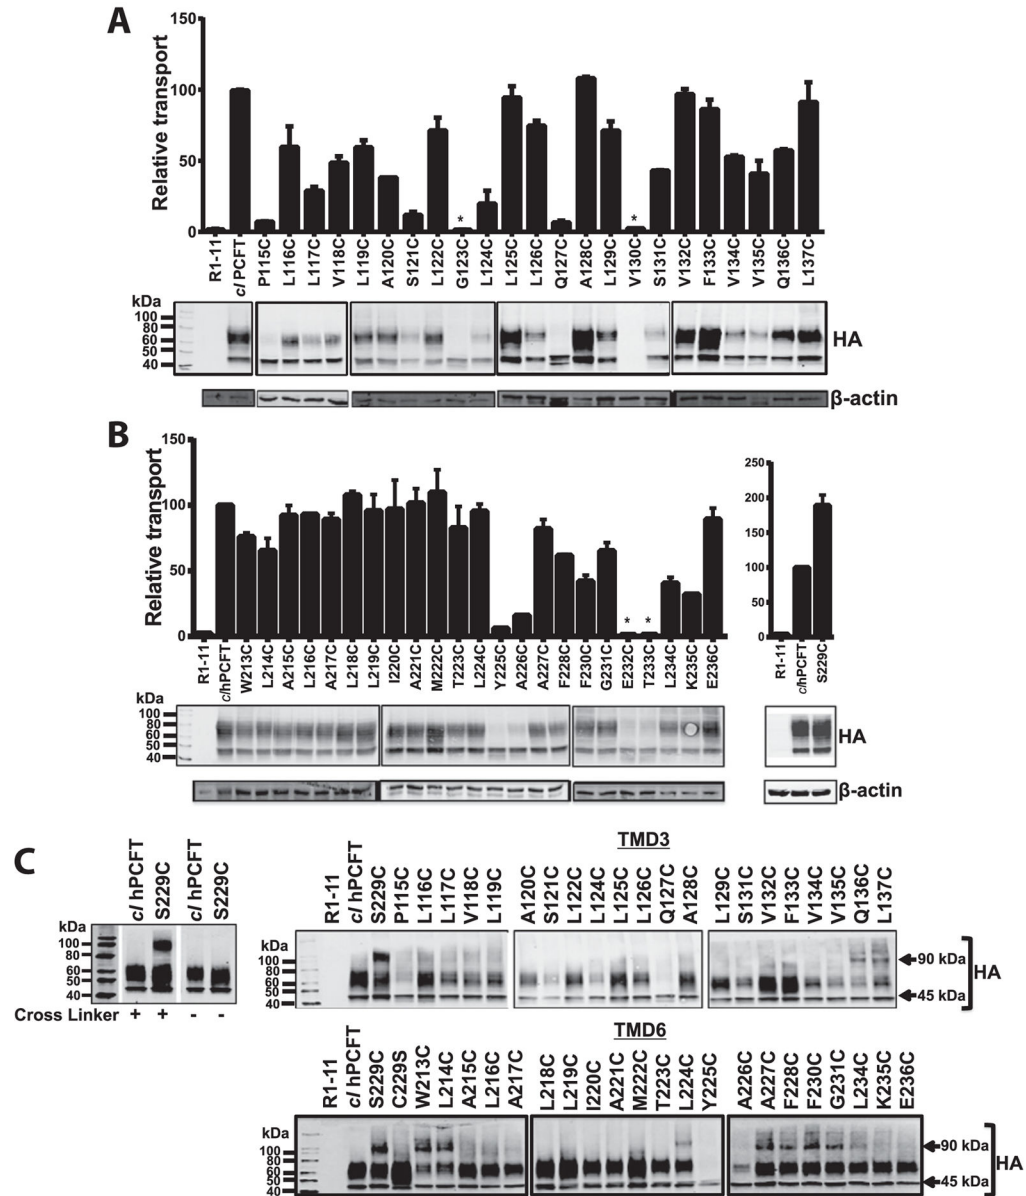 A
Relative transport
150
100
50
0
R1-11
cl PCFT
P115C
L116C
L117C
V118C
L119C
A120C
S121C
L122C
G123C
L124C
L125C
L126C
Q127C
A128C
L129C
V130C
S131C
V132C
F133C
V134C
V135C
Q136C
L137C
*
*
kDa
100
80
60
50
40
HA
β-actin
B
Relative transport
150
100
50
0
R1-11
cl hPCFT
W213C
L214C
A215C
L216C
A217C
L218C
L219C
I220C
A221C
M222C
T223C
L224C
Y225C
A226C
A227C
F228C
F230C
G231C
E232C
T233C
L234C
K235C
E236C
* *
250
200
150
100
50
0
R1-11
cl hPCFT
S229C
kDa
100
80
60
50
40
HA
β-actin
C
cl hPCFT
S229C
cl hPCFT
S229C
kDa
100
60
50
40
Cross Linker + + - -
TMD3
R1-11
cl hPCFT
S229C
P115C
L116C
L117C
V118C
L119C
A120C
S121C
L122C
L124C
L125C
L126C
Q127C
A128C
L129C
S131C
V132C
F133C
V134C
V135C
Q136C
L137C
kDa
100
80
60
50
40
90 kDa
45 kDa
HA
TMD6
R1-11
cl hPCFT
S229C
C229S
W213C
L214C
A215C
L216C
A217C
L218C
L219C
I220C
A221C
M222C
T223C
L224C
Y225C
A226C
A227C
F228C
F230C
G231C
L234C
K235C
E236C
kDa
100
80
60
50
40
90 kDa
45 kDa
HA